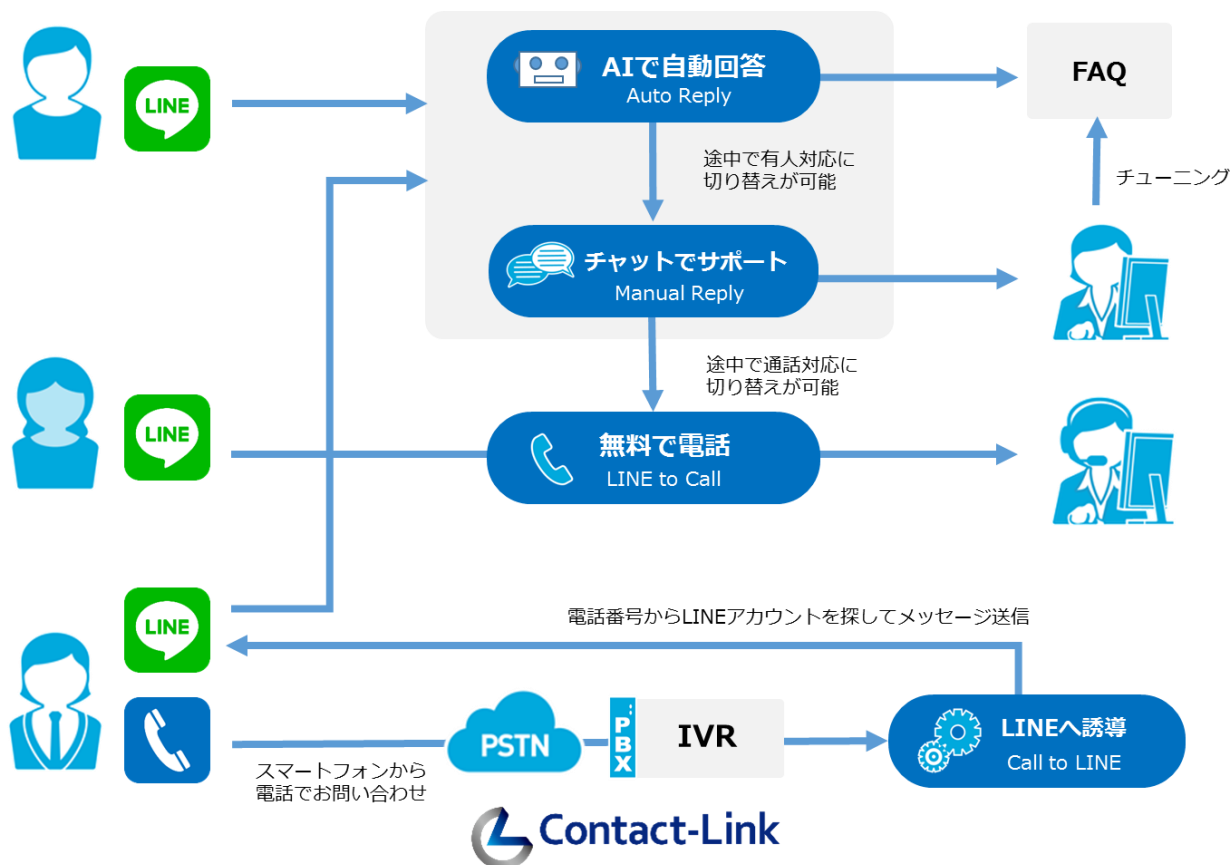 AIで自動回答
Auto Reply
FAQ
LINE
途中で有人対応に
切り替えが可能
チューニング
チャットでサポート
Manual Reply
途中で通話対応に
切り替えが可能
LINE
無料で電話
LINE to Call
LINE
電話番号からLINEアカウントを探してメッセージ送信
PSTN
PBX
IVR
LINEへ誘導
Call to LINE
スマートフォンから
電話でお問い合わせ
Contact-Link